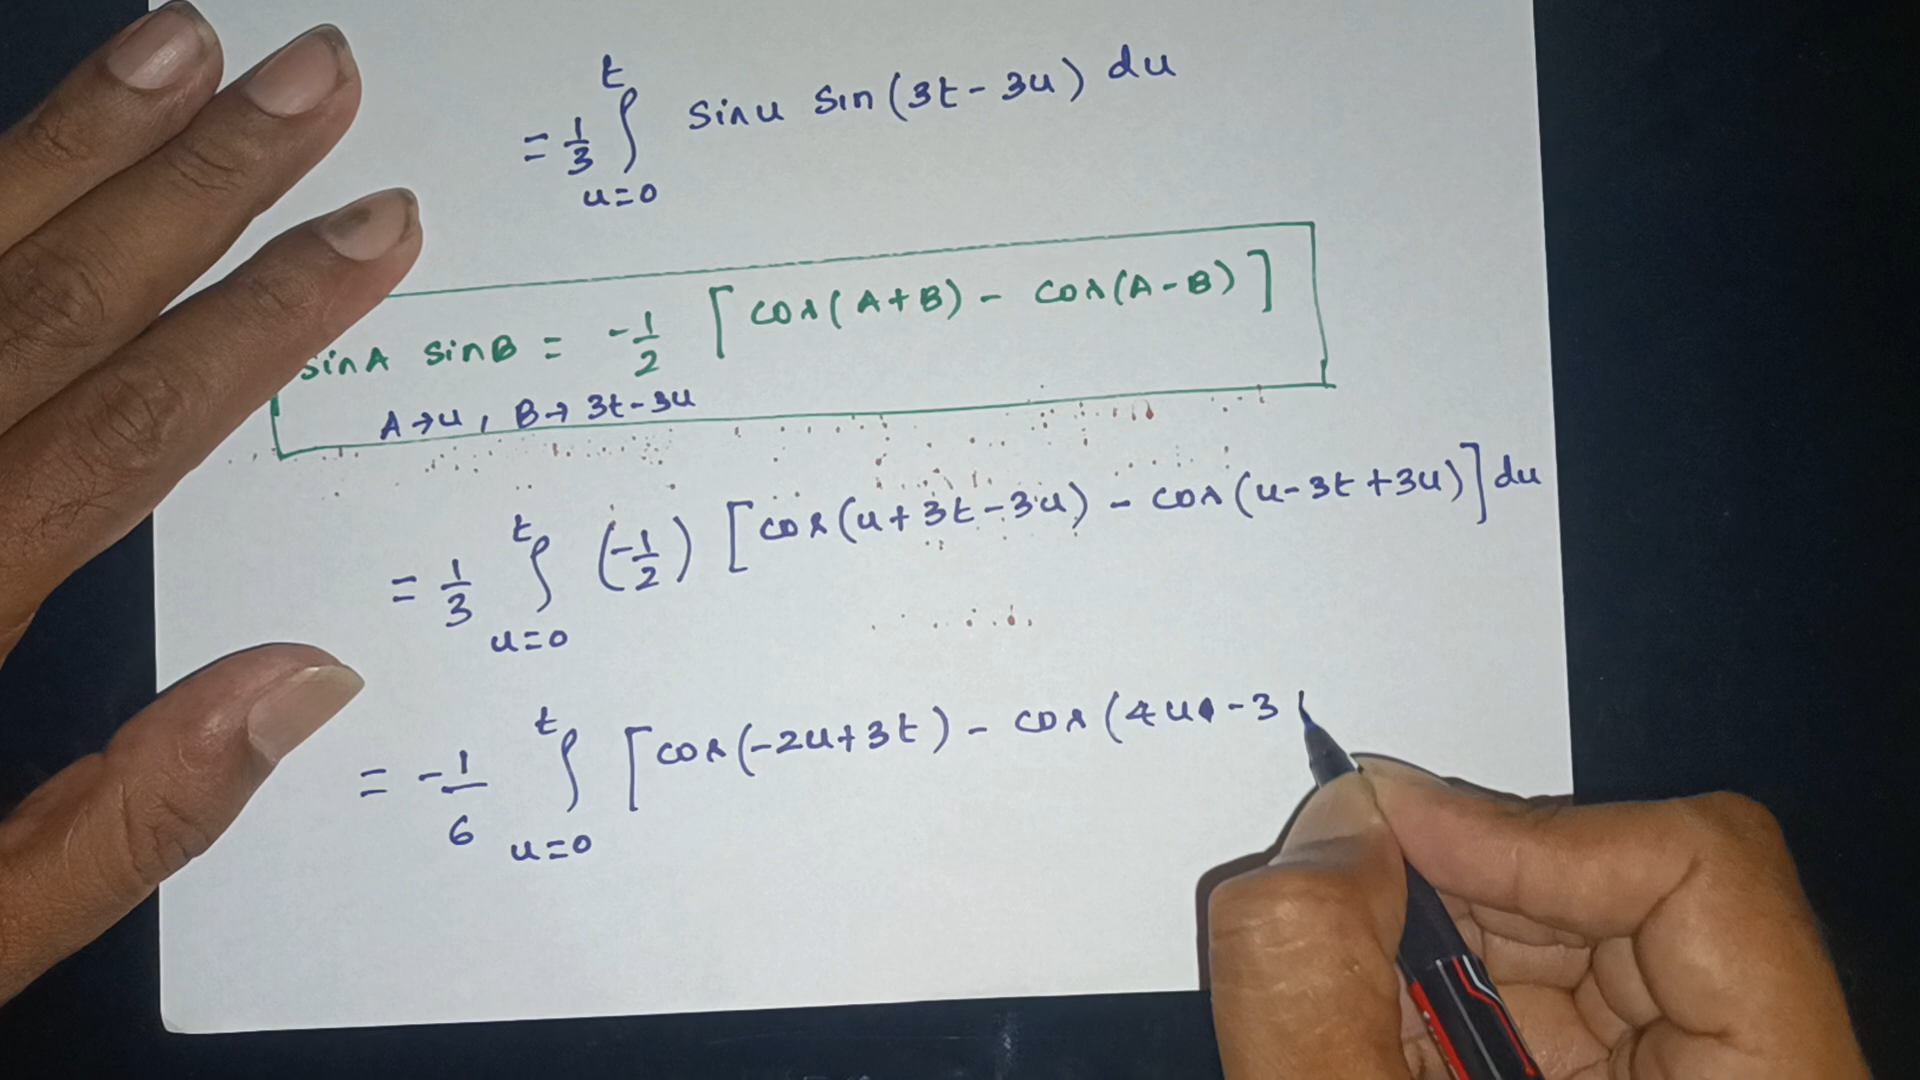 = 1/3 ∫_{u=0}^{t} sinu sin(3t-3u) du
sinA sinB = -1/2 [cos(A+B) - cos(A-B)]
A→u, B→3t-3u
= 1/3 ∫_{u=0}^{t} (-1/2) [cos(u+3t-3u) - cos(u-3t+3u)] du
= -1/6 ∫_{u=0}^{t} [cos(-2u+3t) - cos(4u-3